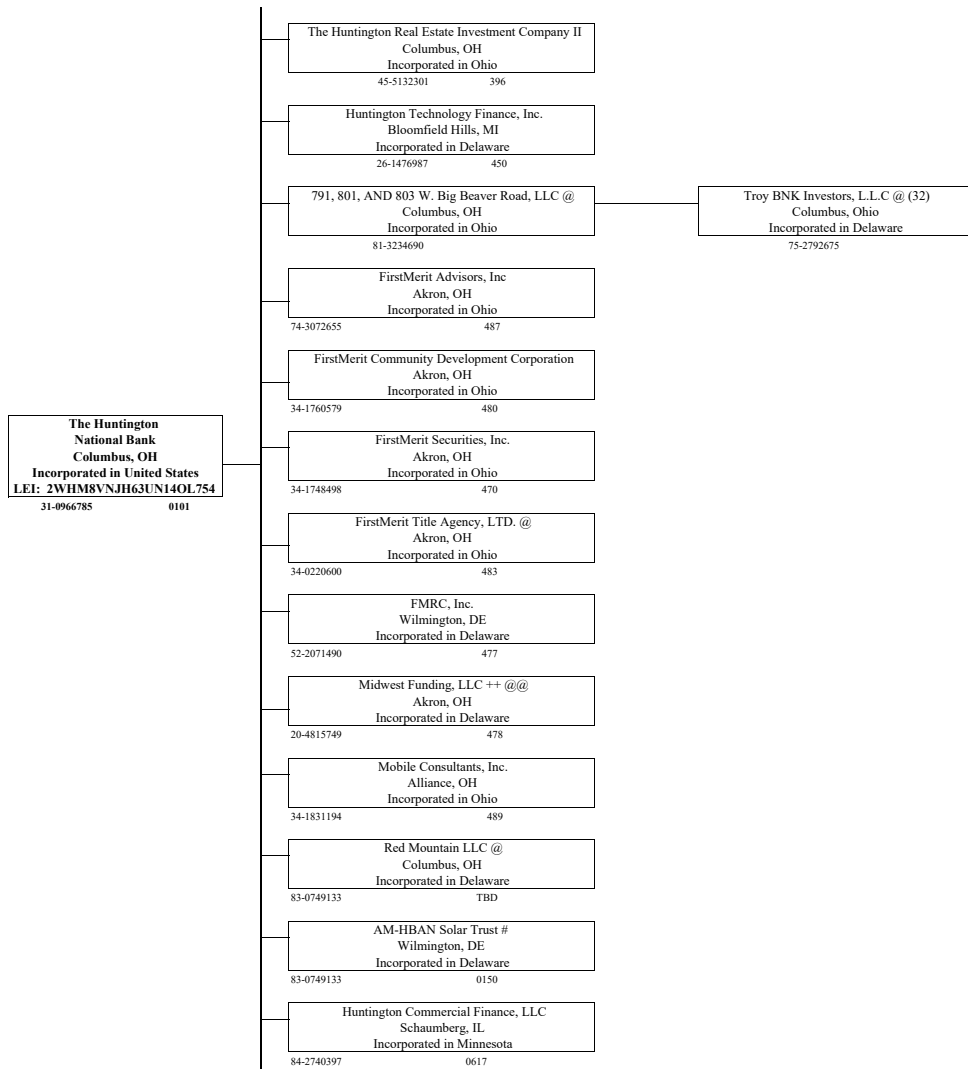 The Huntington Real Estate Investment Company II
Columbus, OH
Incorporated in Ohio
45-5132301 396
Huntington Technology Finance, Inc.
Bloomfield Hills, MI
Incorporated in Delaware
26-1476987 450
791, 801, AND 803 W. Big Beaver Road, LLC @
Columbus, OH
Incorporated in Ohio
81-3234690
Troy BNK Investors, L.L.C @ (32)
Columbus, Ohio
Incorporated in Delaware
75-2792675
FirstMerit Advisors, Inc
Akron, OH
Incorporated in Ohio
74-3072655 487
FirstMerit Community Development Corporation
Akron, OH
Incorporated in Ohio
34-1760579 480
The Huntington
National Bank
Columbus, OH
Incorporated in United States
LEI: 2WHM8VNJH63UN14OL754
31-0966785 0101
FirstMerit Securities, Inc.
Akron, OH
Incorporated in Ohio
34-1748498 470
FirstMerit Title Agency, LTD. @
Akron, OH
Incorporated in Ohio
34-0220600 483
FMRC, Inc.
Wilmington, DE
Incorporated in Delaware
52-2071490 477
Midwest Funding, LLC ++ @@
Akron, OH
Incorporated in Delaware
20-4815749 478
Mobile Consultants, Inc.
Alliance, OH
Incorporated in Ohio
34-1831194 489
Red Mountain LLC @
Columbus, OH
Incorporated in Delaware
83-0749133 TBD
AM-HBAN Solar Trust #
Wilmington, DE
Incorporated in Delaware
83-0749133 0150
Huntington Commercial Finance, LLC
Schaumberg, IL
Incorporated in Minnesota
84-2740397 0617